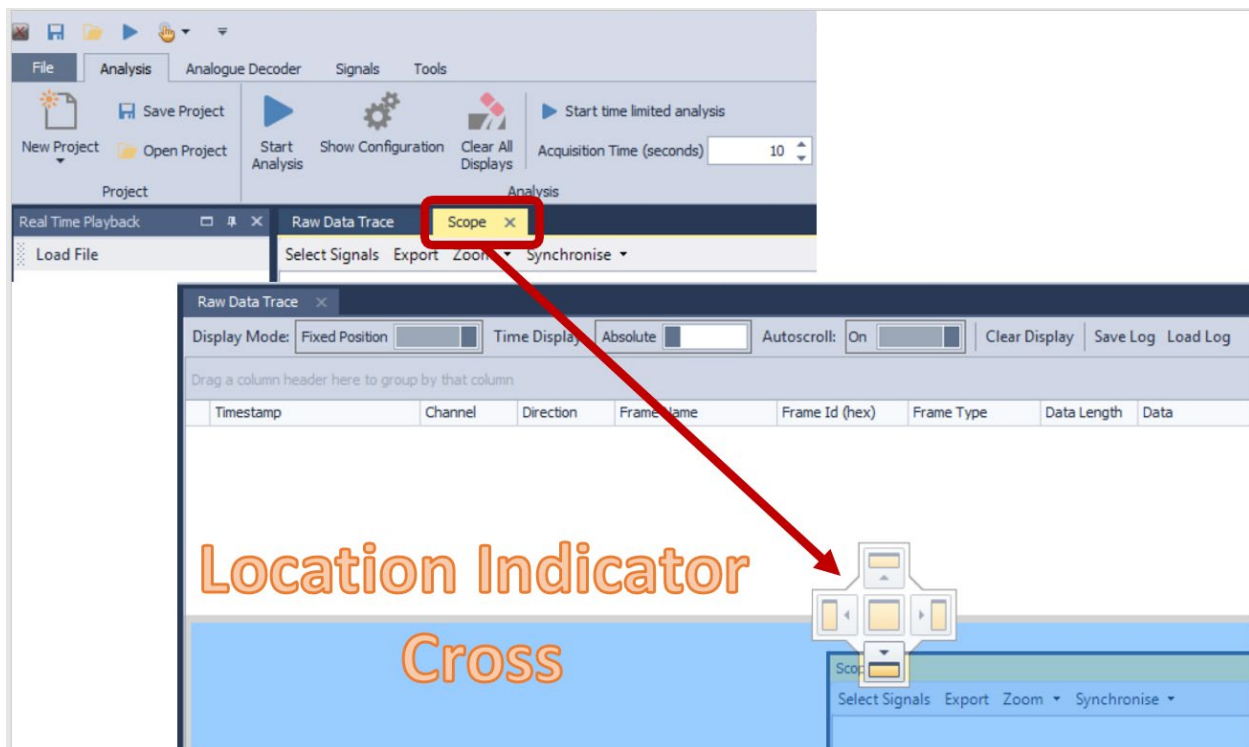 File Analysis Analogue Decoder Signals Tools
New Project
Save Project
Open Project
Project
Start Analysis
Show Configuration
Clear All Displays
Start time limited analysis
Acquisition Time (seconds) 10
Analysis
Real Time Playback
Load File
Raw Data Trace Scope
Select Signals Export Zoom Synchronise
Raw Data Trace
Display Mode: Fixed Position Time Display Absolute Autoscroll: On Clear Display Save Log Load Log
Drag a column header here to group by that column
Timestamp Channel Direction Frame Name Frame Id (hex) Frame Type Data Length Data
Location Indicator
Cross
Scope
Select Signals Export Zoom Synchronise